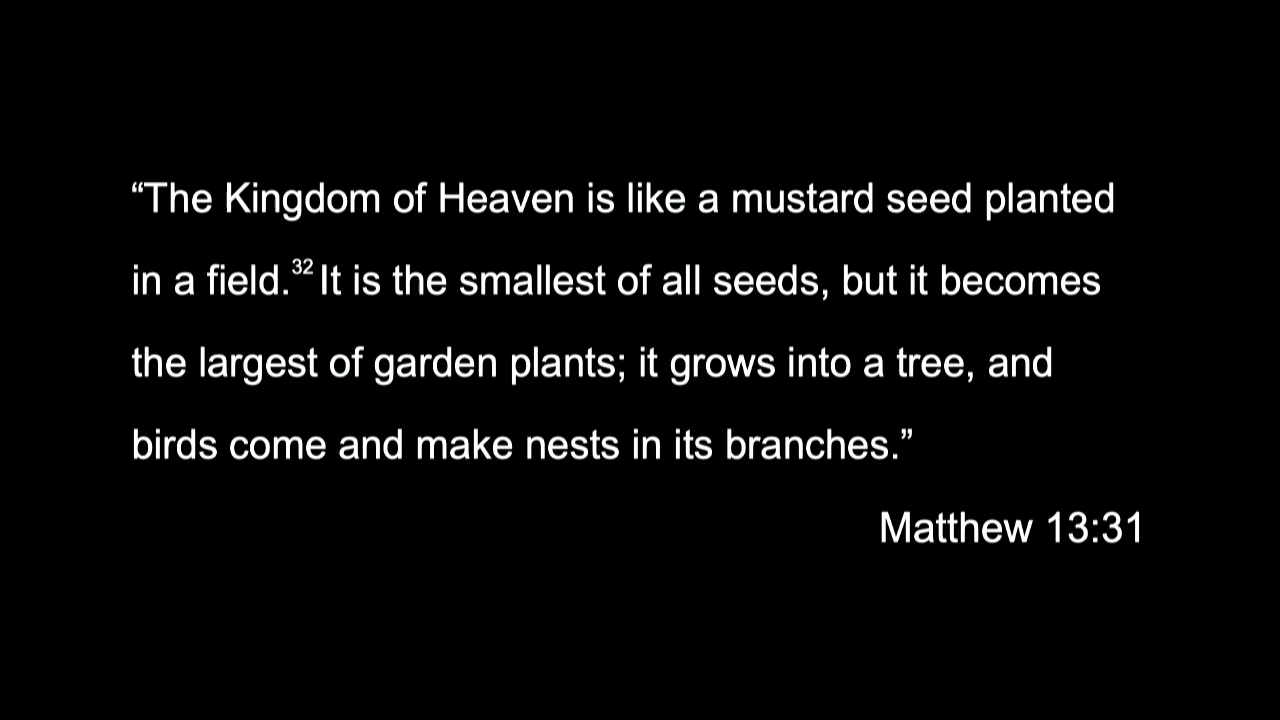 “The Kingdom of Heaven is like a mustard seed planted
in a field.³² It is the smallest of all seeds, but it becomes
the largest of garden plants; it grows into a tree, and
birds come and make nests in its branches.”
Matthew 13:31